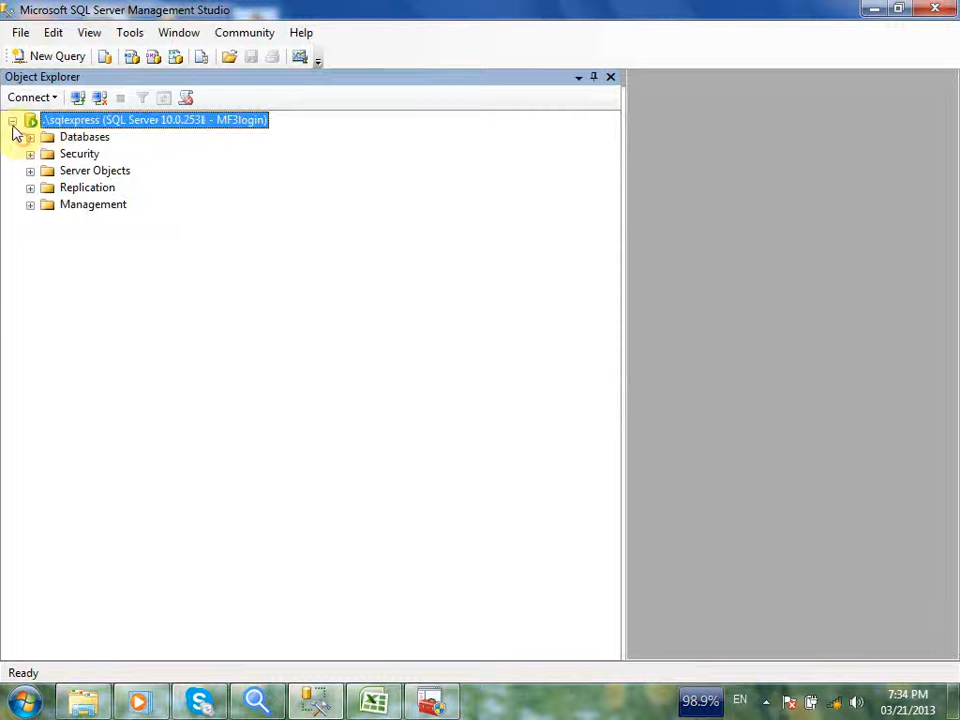 Microsoft SQL Server Management Studio
File Edit View Tools Window Community Help
New Query
Object Explorer
Connect
.\sqlexpress (SQL Server 10.0.2531 - MF3login)
Databases
Security
Server Objects
Replication
Management
Ready
98.9% EN 7:34 PM
03/21/2013